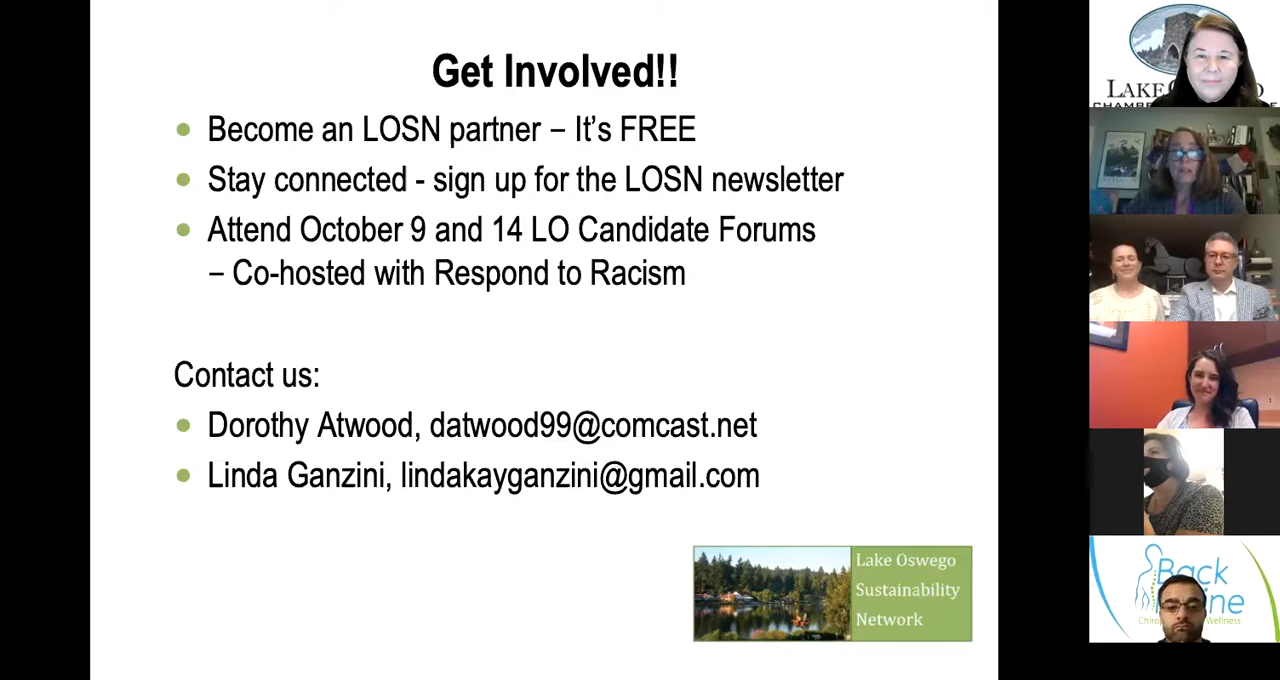 Get Involved!!
Become an LOSN partner – It's FREE
Stay connected - sign up for the LOSN newsletter
Attend October 9 and 14 LO Candidate Forums
– Co-hosted with Respond to Racism
Contact us:
Dorothy Atwood, datwood99@comcast.net
Linda Ganzini, lindakayganzini@gmail.com
Lake Oswego
Sustainability
Network
LAKE
Back
Wellness